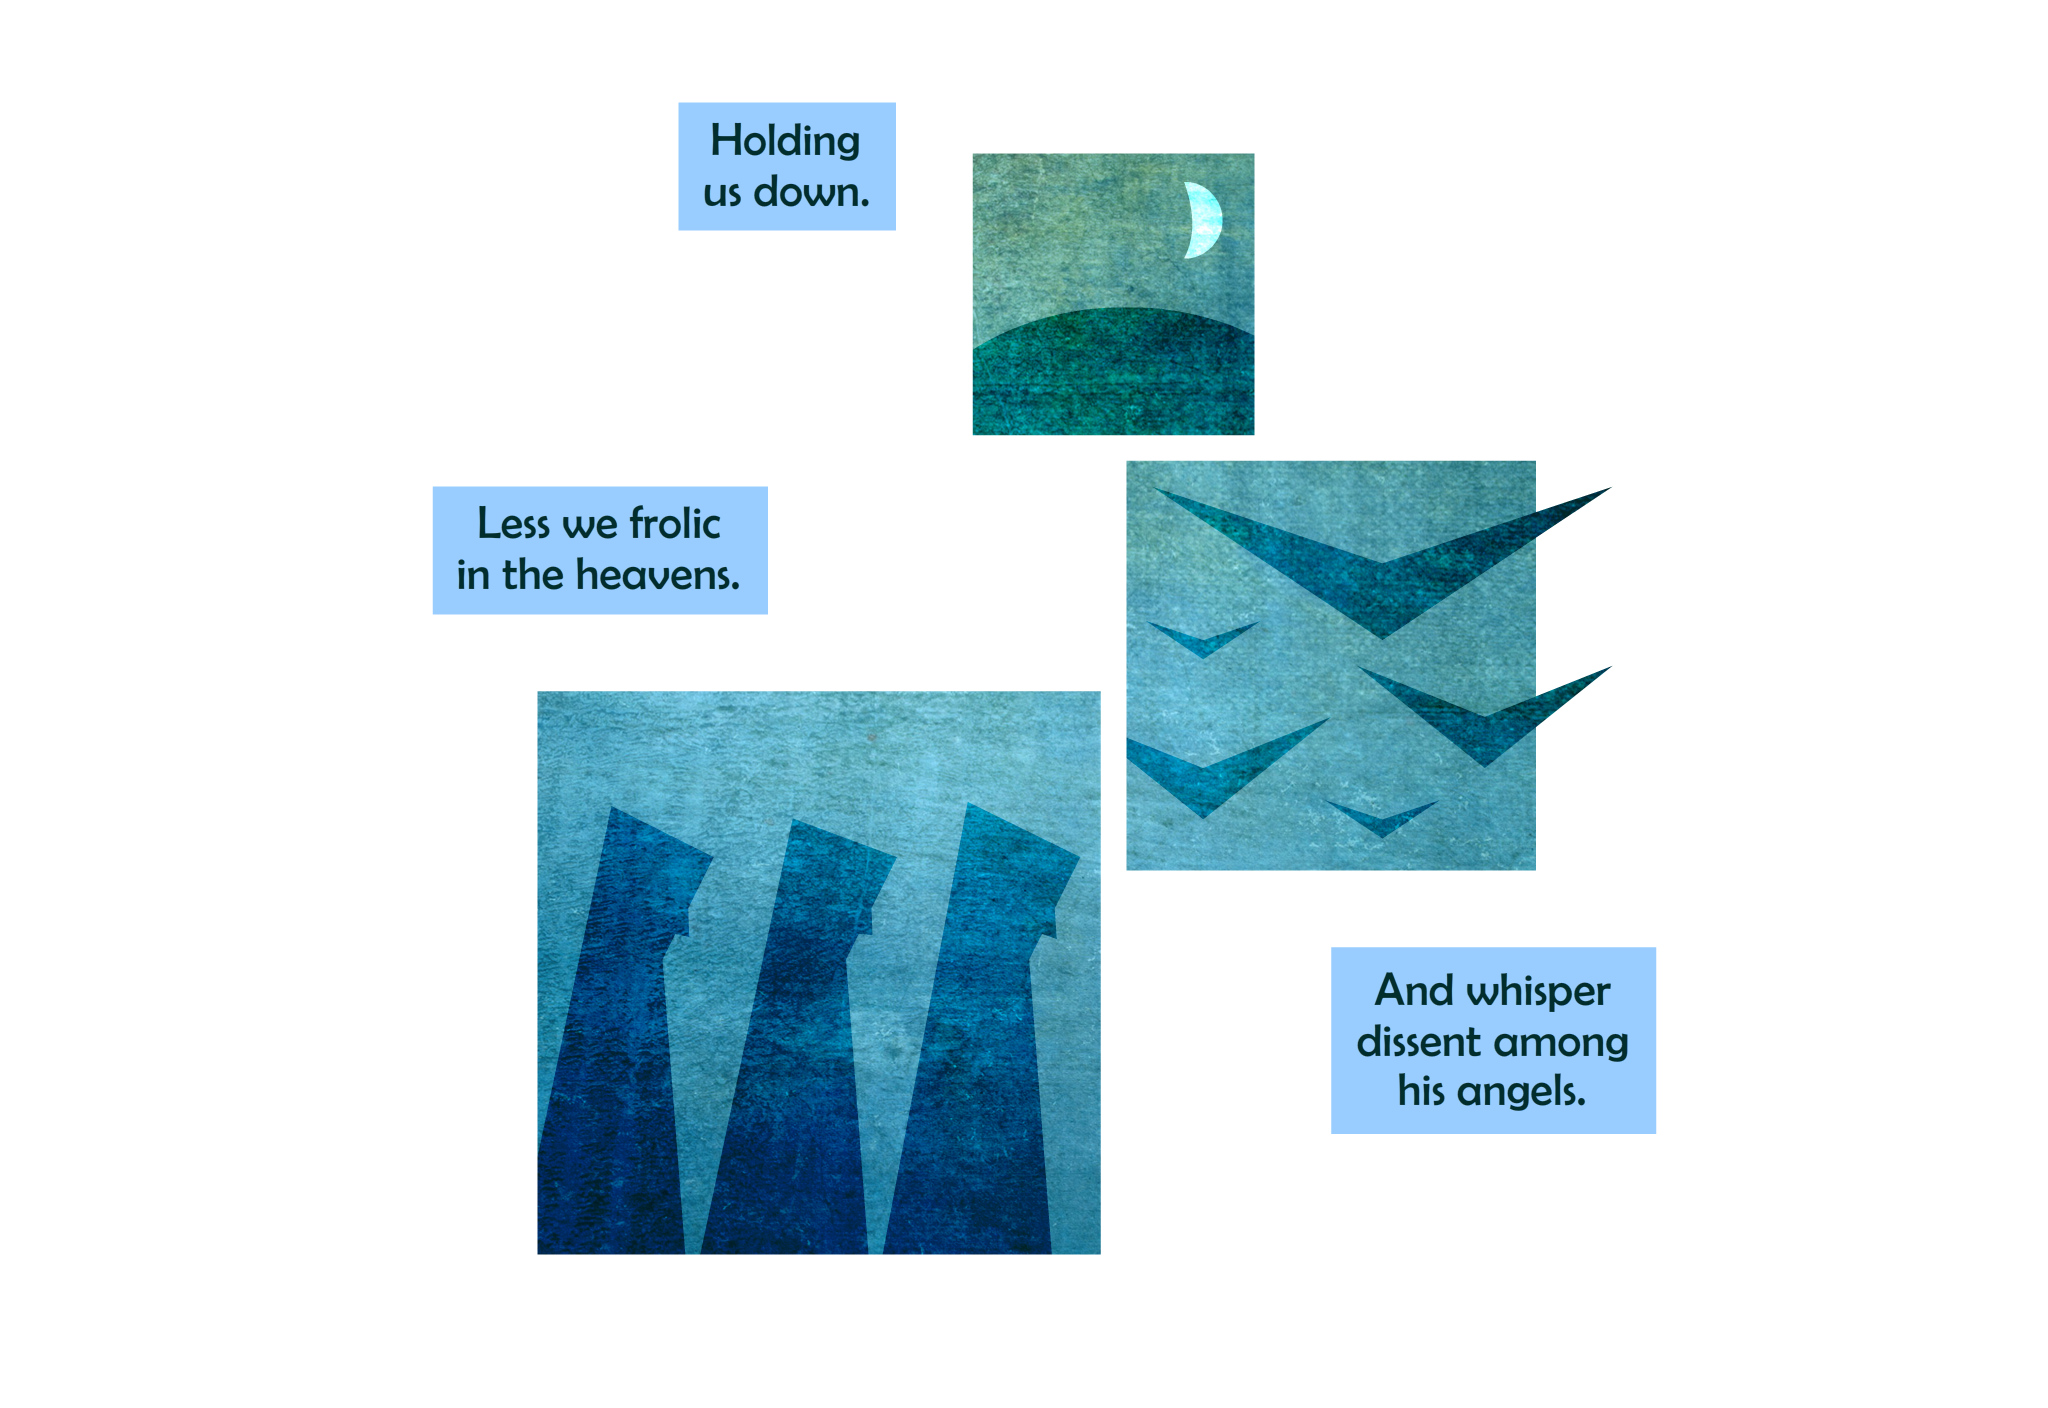 Holding
us down.
Less we frolic
in the heavens.
And whisper
dissent among
his angels.